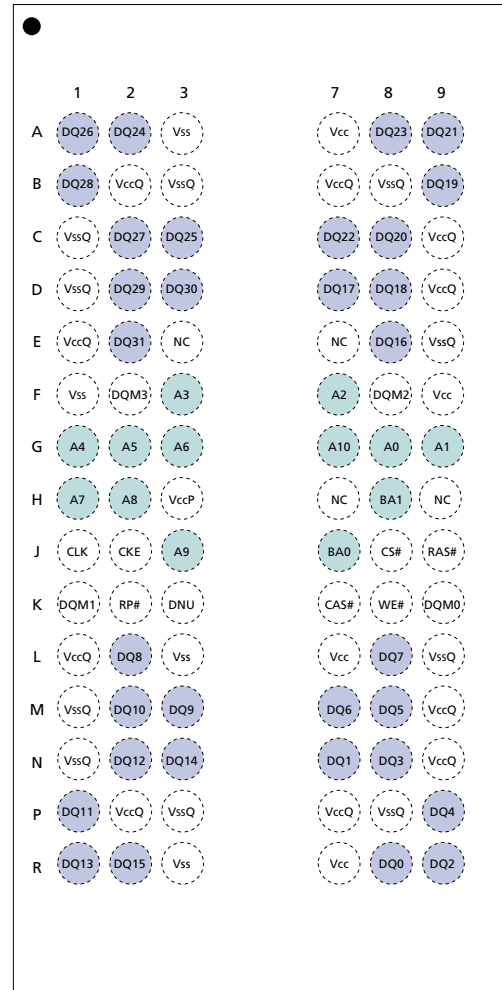 1 2 3 7 8 9
A DQ26 DQ24 Vss Vcc DQ23 DQ21
B DQ28 VccQ VssQ VccQ VssQ DQ19
C VssQ DQ27 DQ25 DQ22 DQ20 VccQ
D VssQ DQ29 DQ30 DQ17 DQ18 VccQ
E VccQ DQ31 NC NC DQ16 VssQ
F Vss DQM3 A3 A2 DQM2 Vcc
G A4 A5 A6 A10 A0 A1
H A7 A8 VccP NC BA1 NC
J CLK CKE A9 BA0 CS# RAS#
K DQM1 RP# DNU CAS# WE# DQM0
L VccQ DQ8 Vss Vcc DQ7 VssQ
M VssQ DQ10 DQ9 DQ6 DQ5 VccQ
N VssQ DQ12 DQ14 DQ1 DQ3 VccQ
P DQ11 VccQ VssQ VccQ VssQ DQ4
R DQ13 DQ15 Vss Vcc DQ0 DQ2